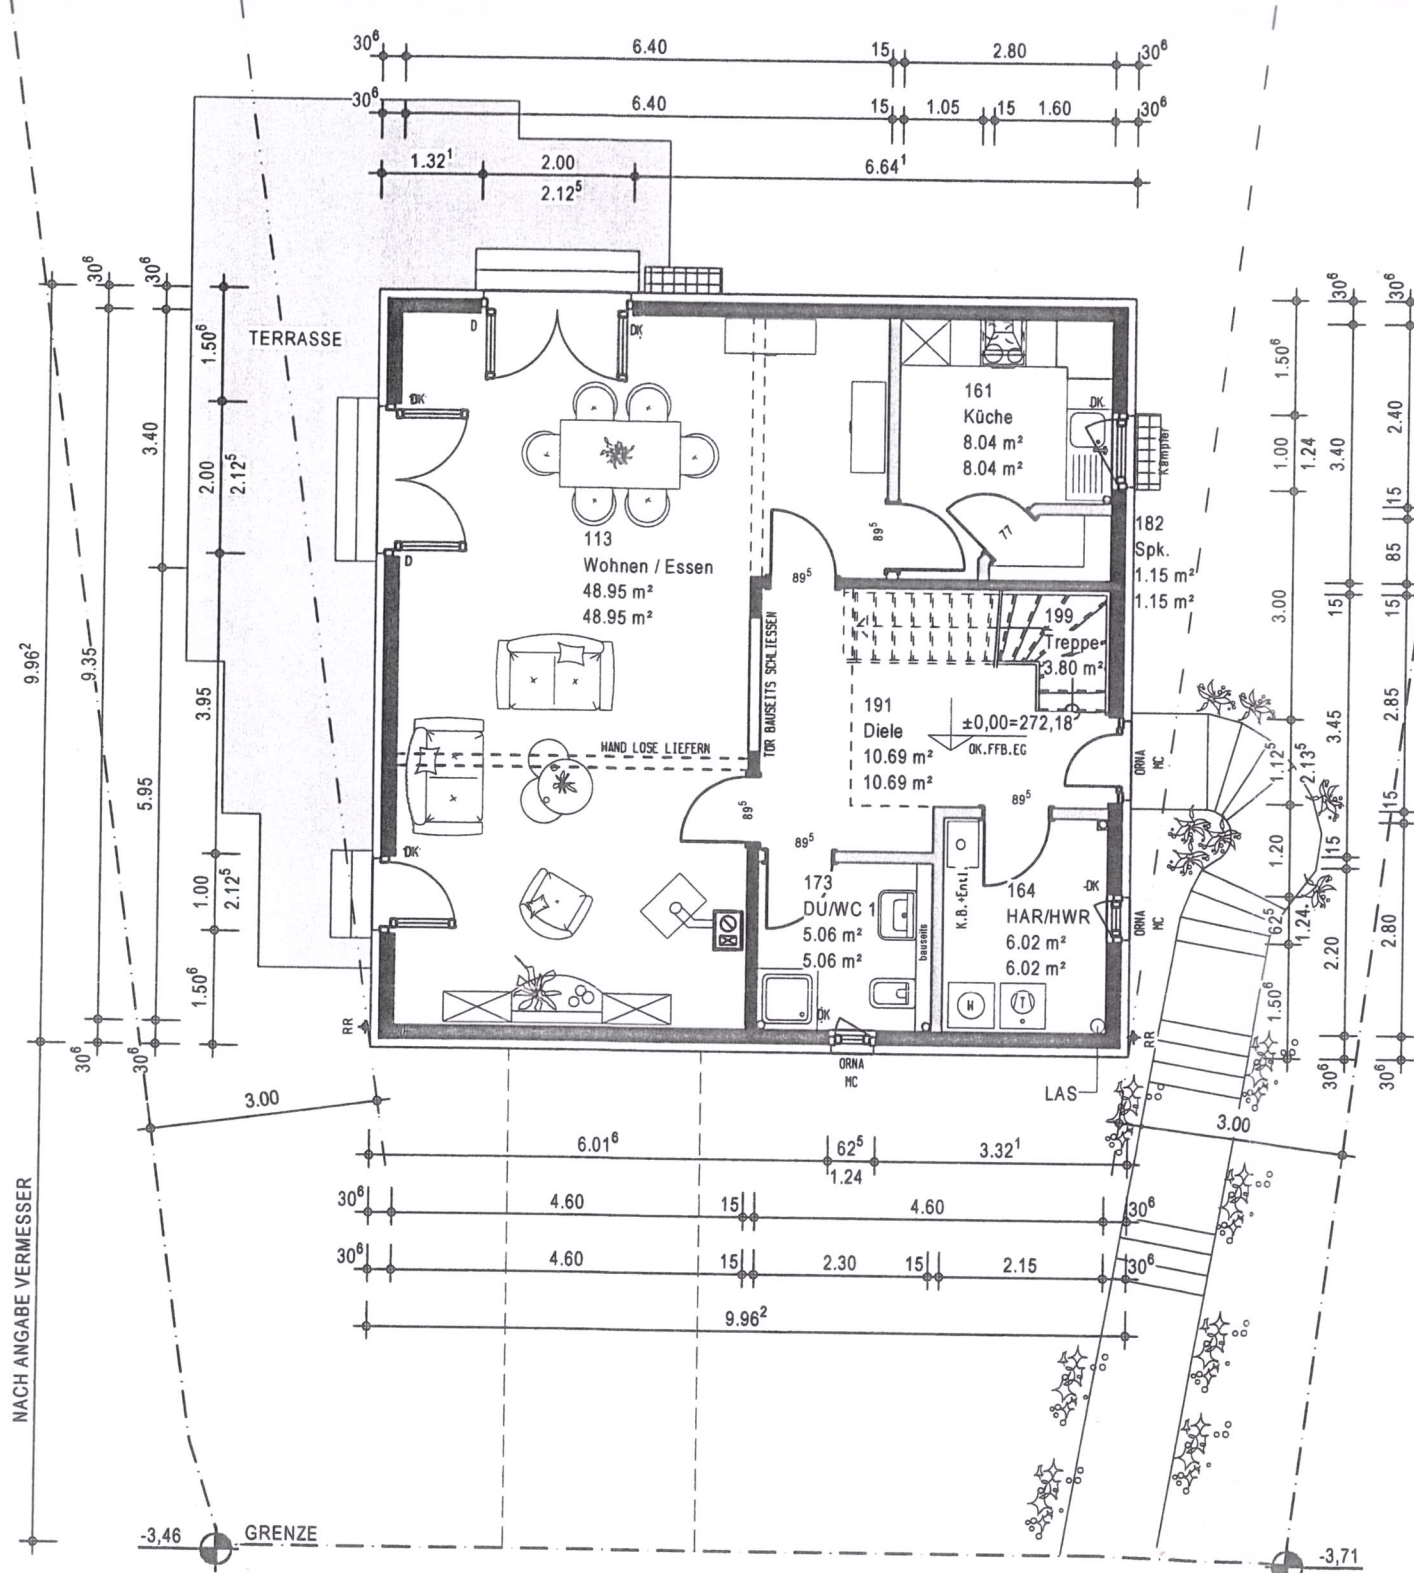 30⁶ 6.40 15 2.80 30⁶
30⁶ 6.40 15 1.05 15 1.60 30⁶
1.32¹ 2.00 6.64¹
2.12⁵
30⁶
30⁶
30⁶
30⁶
TERRASSE
1.50⁶
3.40
2.00
2.12⁵
9.96²
9.35
3.95
5.95
1.00
2.12⁵
1.50⁶
30⁶
30⁶
D
DK
DK
D
DK
113
Wohnen / Essen
48.95 m²
48.95 m²
161
Küche
8.04 m²
8.04 m²
DK
Kämpfer
89⁵
77
89⁵
182
Spk.
1.15 m²
1.15 m²
199
Treppe
3.80 m²
TOR BAUSEITS SCHLIESSEN
WAND LOSE LIEFERN
191
Diele
10.69 m²
10.69 m²
±0,00=272,18
OK.FFB.EG
ORNA
MC
89⁵
89⁵
89⁵
173
DU/WC 1
5.06 m²
5.06 m²
bauseits
K.B.+Entl.
164
HAR/HWR
6.02 m²
6.02 m²
DK
ORNA
MC
W
T
DK
ORNA
MC
RR
RR
LAS
1.50⁶
1.00
1.24
3.40
2.40
15
85
3.00
15
15
2.85
3.45
1.12⁵
2.13⁵
15
1.20
15
62⁵
1.24
2.20
2.80
1.50⁶
30⁶
30⁶
3.00
3.00
6.01⁶ 62⁵ 3.32¹
1.24
30⁶ 4.60 15 4.60 30⁶
30⁶ 4.60 15 2.30 15 2.15 30⁶
9.96²
NACH ANGABE VERMESSER
-3,46
GRENZE
-3,71